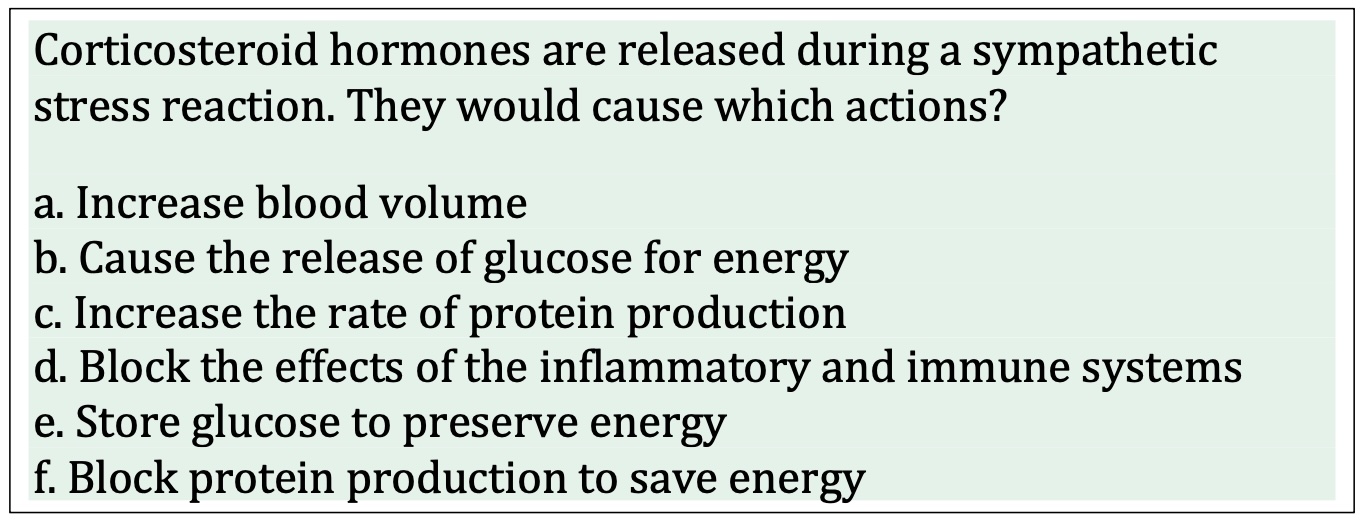 Corticosteroid hormones are released during a sympathetic
stress reaction. They would cause which actions?
a. Increase blood volume
b. Cause the release of glucose for energy
c. Increase the rate of protein production
d. Block the effects of the inflammatory and immune systems
e. Store glucose to preserve energy
f. Block protein production to save energy